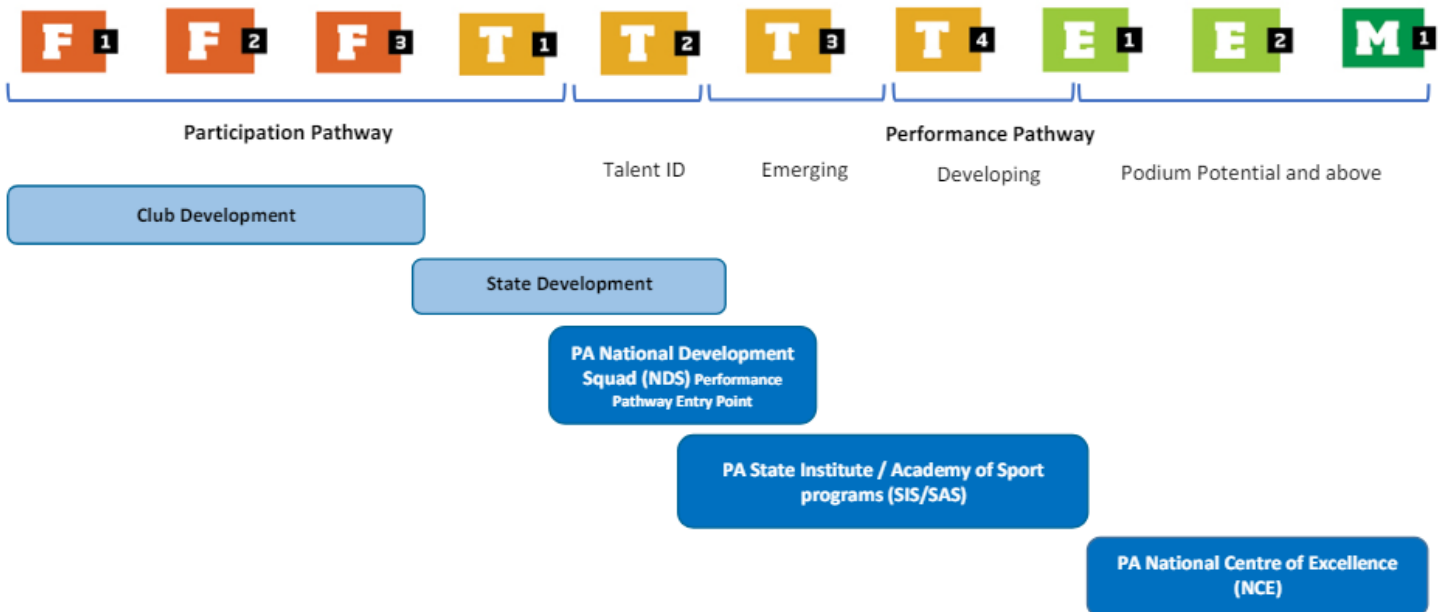 F 1 F 2 F 3 T 1 T 2 T 3 T 4 E 1 E 2 M 1
Participation Pathway
Performance Pathway
Talent ID
Emerging
Developing
Podium Potential and above
Club Development
State Development
PA National Development
Squad (NDS) Performance
Pathway Entry Point
PA State Institute / Academy of Sport
programs (SIS/SAS)
PA National Centre of Excellence
(NCE)